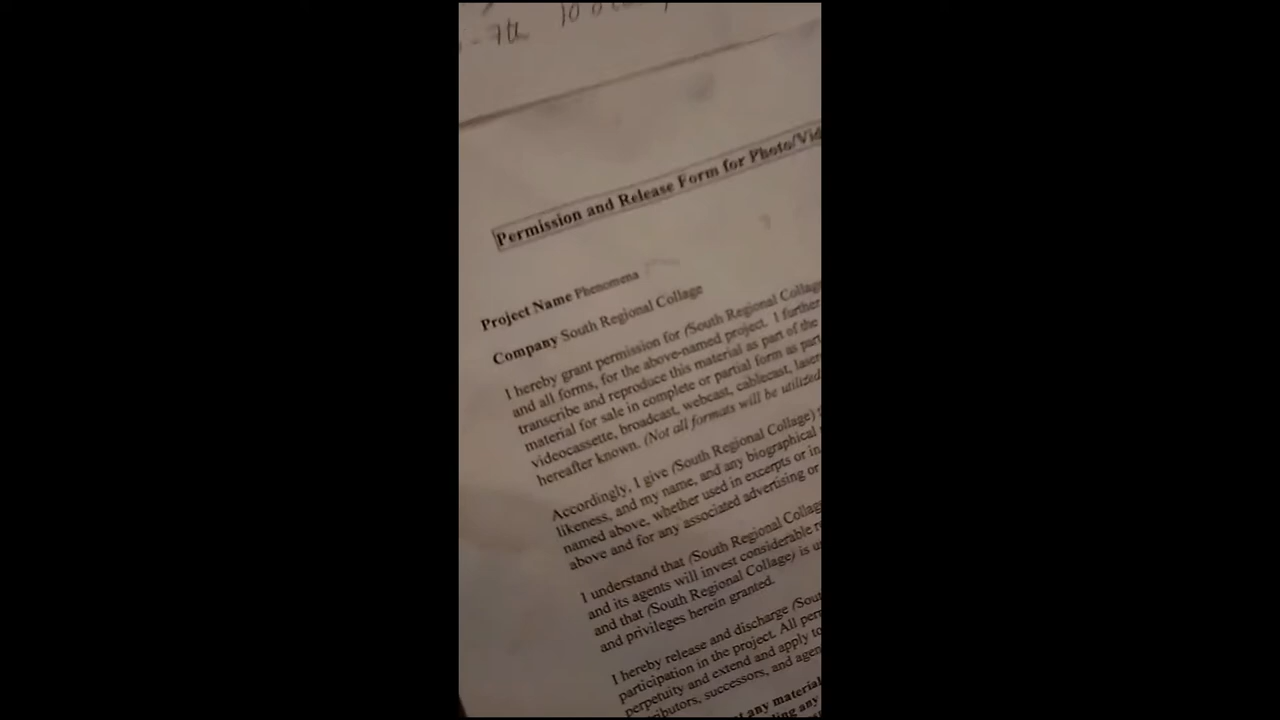 - 7th 10
Permission and Release Form for Photo/Vid
Project Name Phenomena
Company South Regional Collage
I hereby grant permission for (South Regional Collage
and all forms, for the above-named project. I further
transcribe and reproduce this material as part of the
material for sale in complete or partial form as part
videocassette, broadcast, webcast, cablecast, laser
hereafter known. (Not all formats will be utilized
Accordingly, I give (South Regional Collage)
likeness, and my name, and any biographical
named above, whether used in excerpts or in
above and for any associated advertising or
I understand that (South Regional Collage
and its agents will invest considerable
and that (South Regional Collage) is
and privileges herein granted.
I hereby release and discharge (Sout
participation in the project. All per
perpetuity and extend and apply to
tributors, successors, and agen
any material
ding any